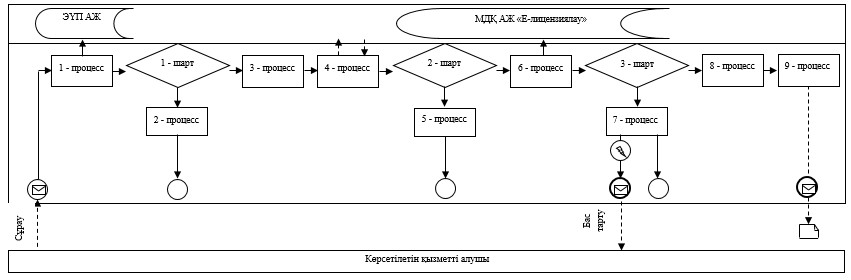 ЭҮП АЖ
МДҚ АЖ «Е-лицензиялау»
1 - процесс
1 - шарт
3 - процесс
4 - процесс
2 - шарт
6 - процесс
3 - шарт
8 - процесс
9 - процесс
2 - процесс
5 - процесс
7 - процесс
Сұрау
Бас
тарту
Көрсетілетін қызметті алушы